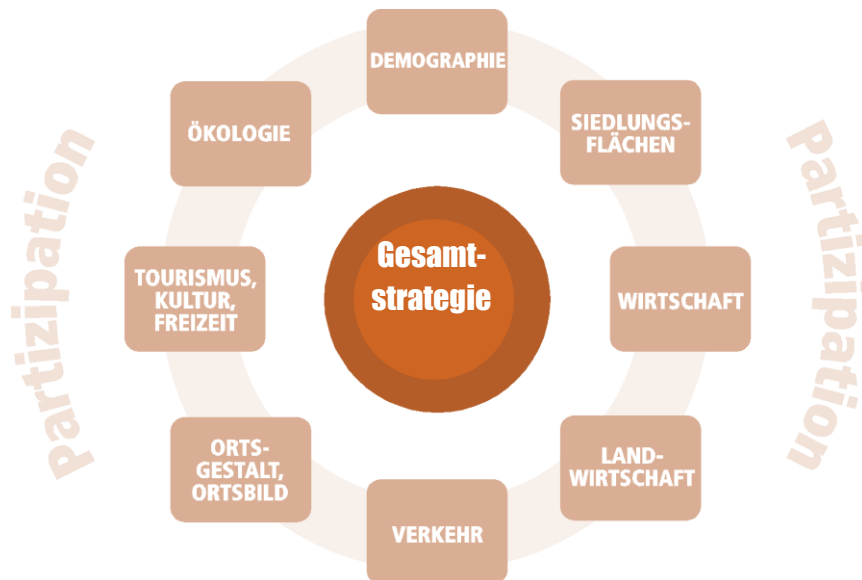 DEMOGRAPHIE
SIEDLUNGS-
FLÄCHEN
WIRTSCHAFT
LAND-
WIRTSCHAFT
VERKEHR
ORTS-
GESTALT,
ORTSBILD
TOURISMUS,
KULTUR,
FREIZEIT
ÖKOLOGIE
Gesamt-
strategie
Partizipation
Partizipation